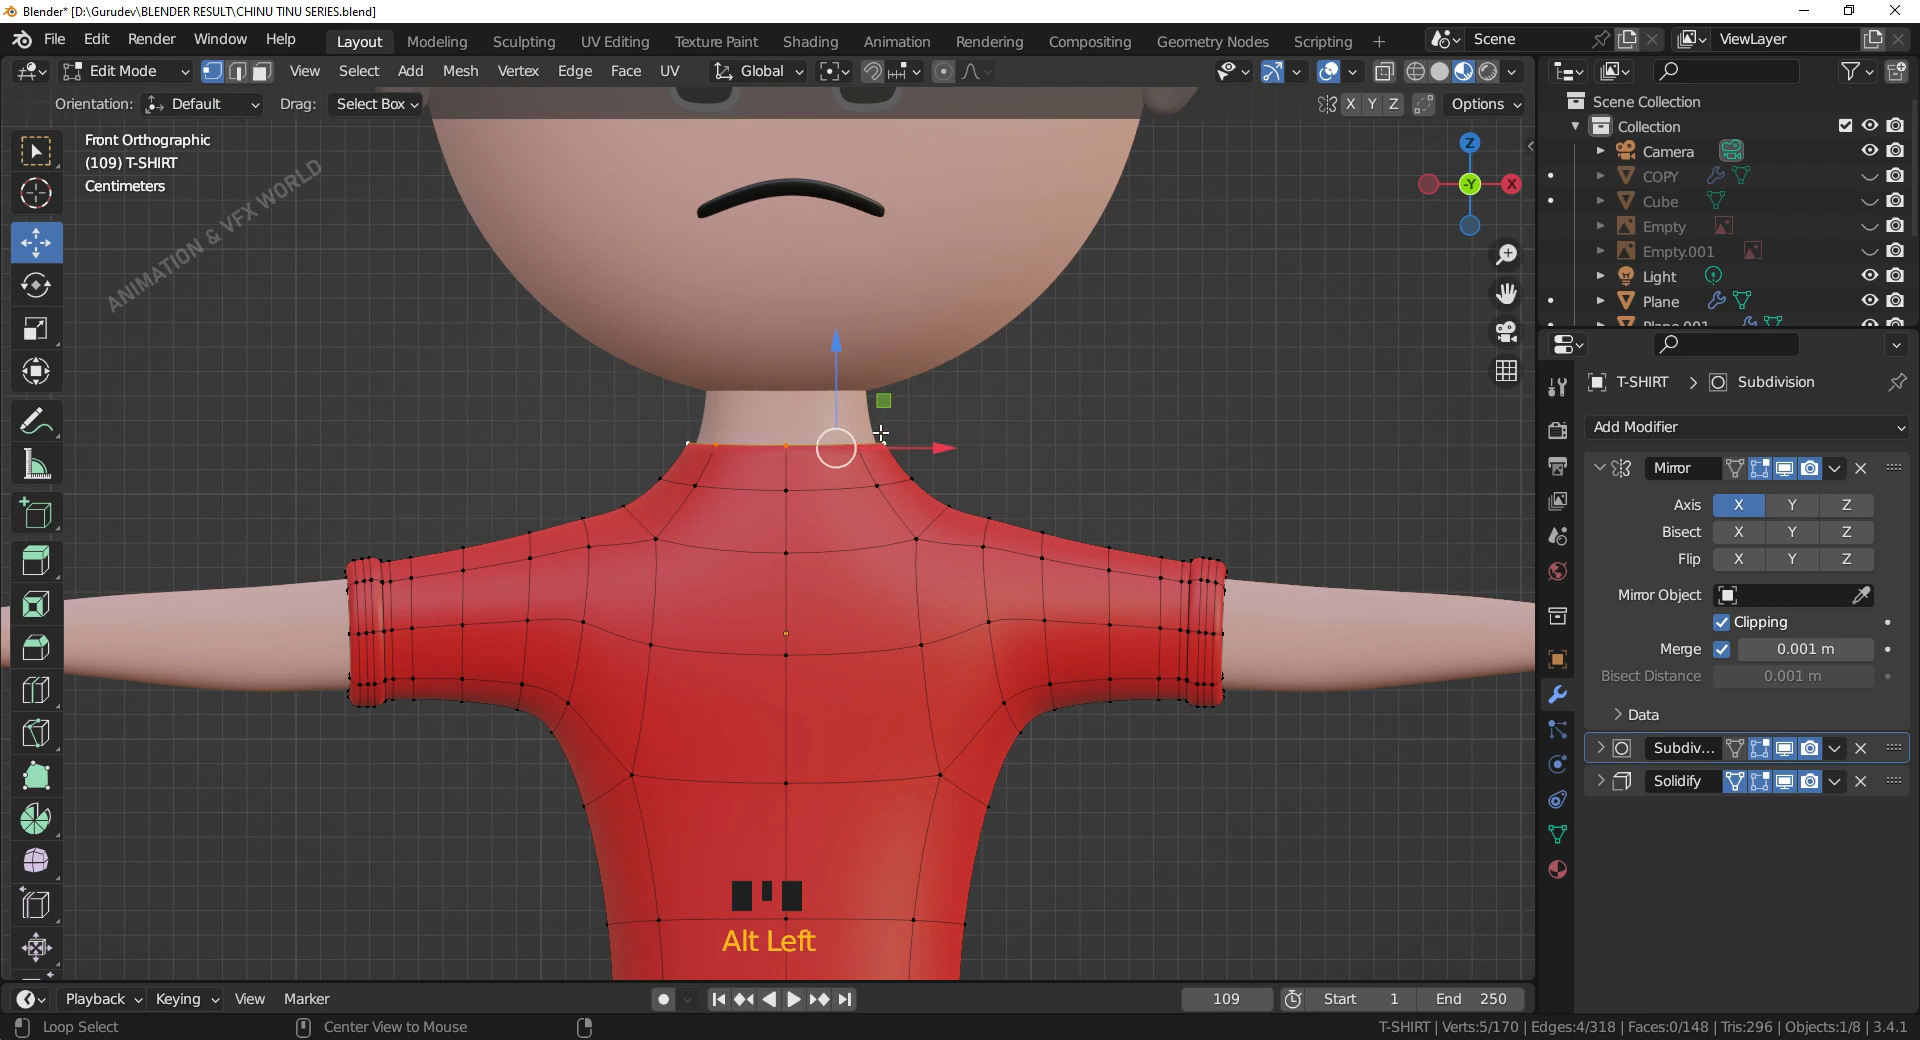 Blender* [D:\Gurudev\BLENDER RESULT\CHINU TINU SERIES.blend]
File Edit Render Window Help Layout Modeling Sculpting UV Editing Texture Paint Shading Animation Rendering Compositing Geometry Nodes Scripting + Scene ViewLayer
Edit Mode View Select Add Mesh Vertex Edge Face UV Global
Orientation: Default Drag: Select Box X Y Z Options
Front Orthographic
(109) T-SHIRT
Centimeters
ANIMATION & VFX WORLD
Z
-Y X
Scene Collection
Collection
Camera
COPY
Cube
Empty
Empty.001
Light
Plane
Plane.001
T-SHIRT Subdivision
Add Modifier
Mirror
Axis X Y Z
Bisect X Y Z
Flip X Y Z
Mirror Object
Clipping
Merge 0.001 m
Bisect Distance 0.001 m
Data
Subdiv...
Solidify
Alt Left
Playback Keying View Marker 109 Start 1 End 250
Loop Select Center View to Mouse T-SHIRT | Verts:5/170 | Edges:4/318 | Faces:0/148 | Tris:296 | Objects:1/8 | 3.4.1